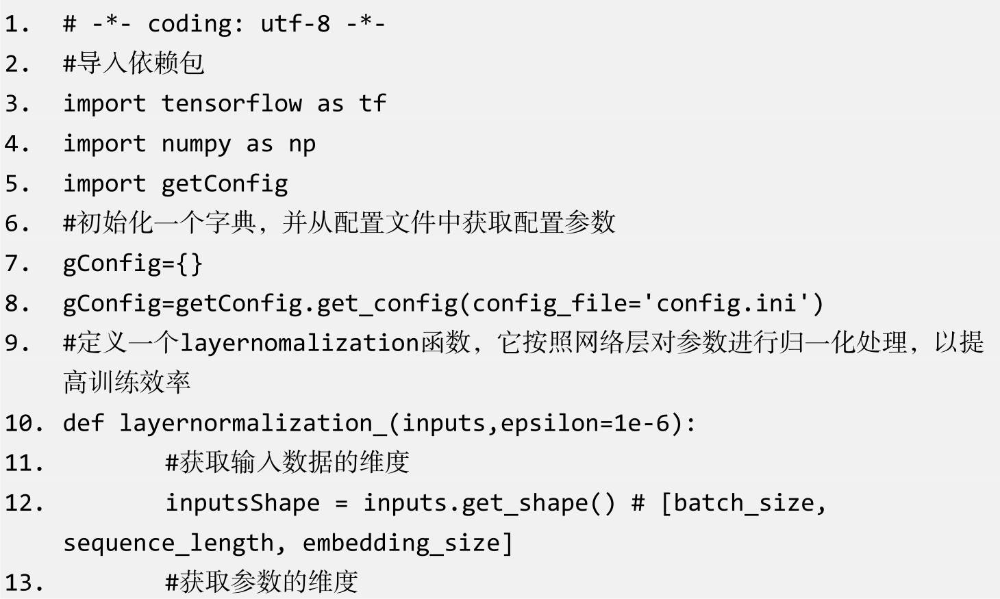 1. # -*- coding: utf-8 -*-
2. #导入依赖包
3. import tensorflow as tf
4. import numpy as np
5. import getConfig
6. #初始化一个字典，并从配置文件中获取配置参数
7. gConfig={}
8. gConfig=getConfig.get_config(config_file='config.ini')
9. #定义一个layernomalization函数，它按照网络层对参数进行归一化处理，以提
高训练效率
10. def layernormalization_(inputs,epsilon=1e-6):
11. #获取输入数据的维度
12. inputsShape = inputs.get_shape() # [batch_size,
sequence_length, embedding_size]
13. #获取参数的维度